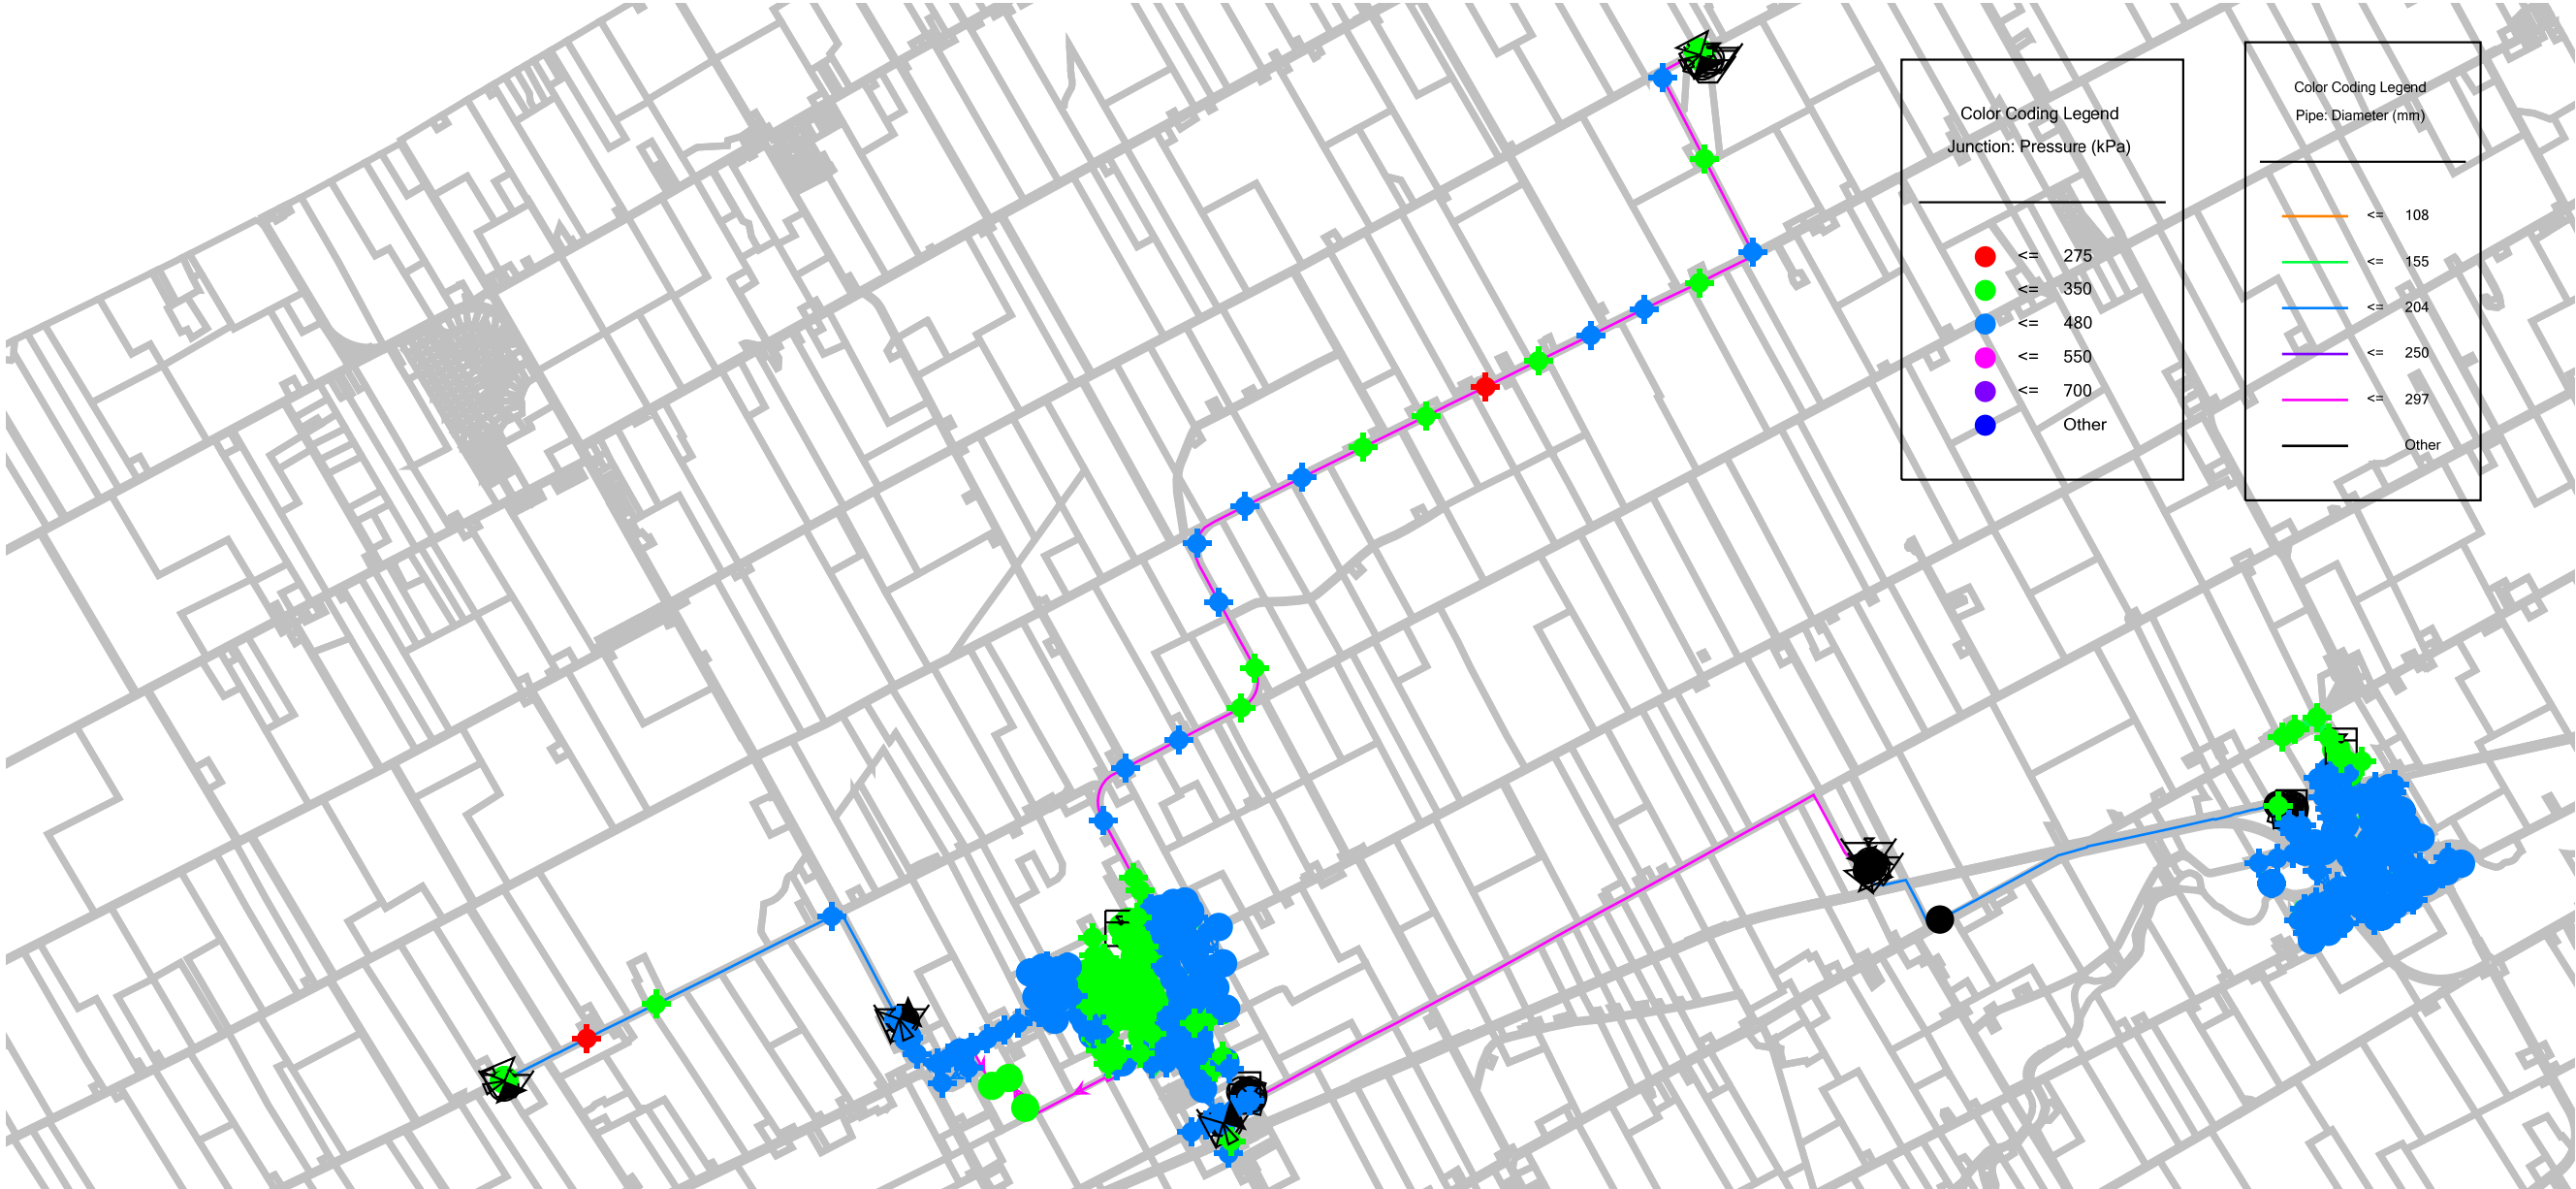 Color Coding Legend
Junction: Pressure (kPa)
<= 275
<= 350
<= 480
<= 550
<= 700
Other
Color Coding Legend
Pipe: Diameter (mm)
<= 108
<= 155
<= 204
<= 250
<= 297
Other